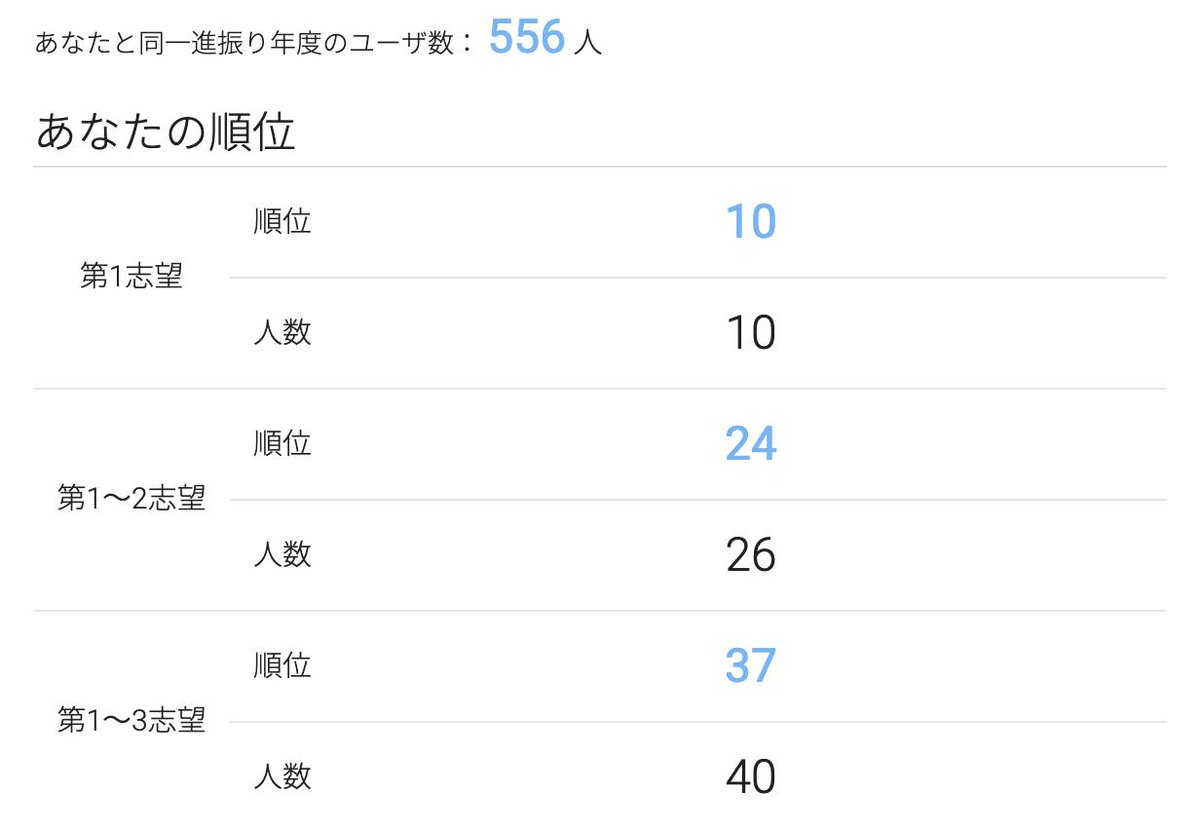 あなたと同一進振り年度のユーザ数： 556 人
あなたの順位
第1志望
順位 10
人数 10
第1〜2志望
順位 24
人数 26
第1〜3志望
順位 37
人数 40